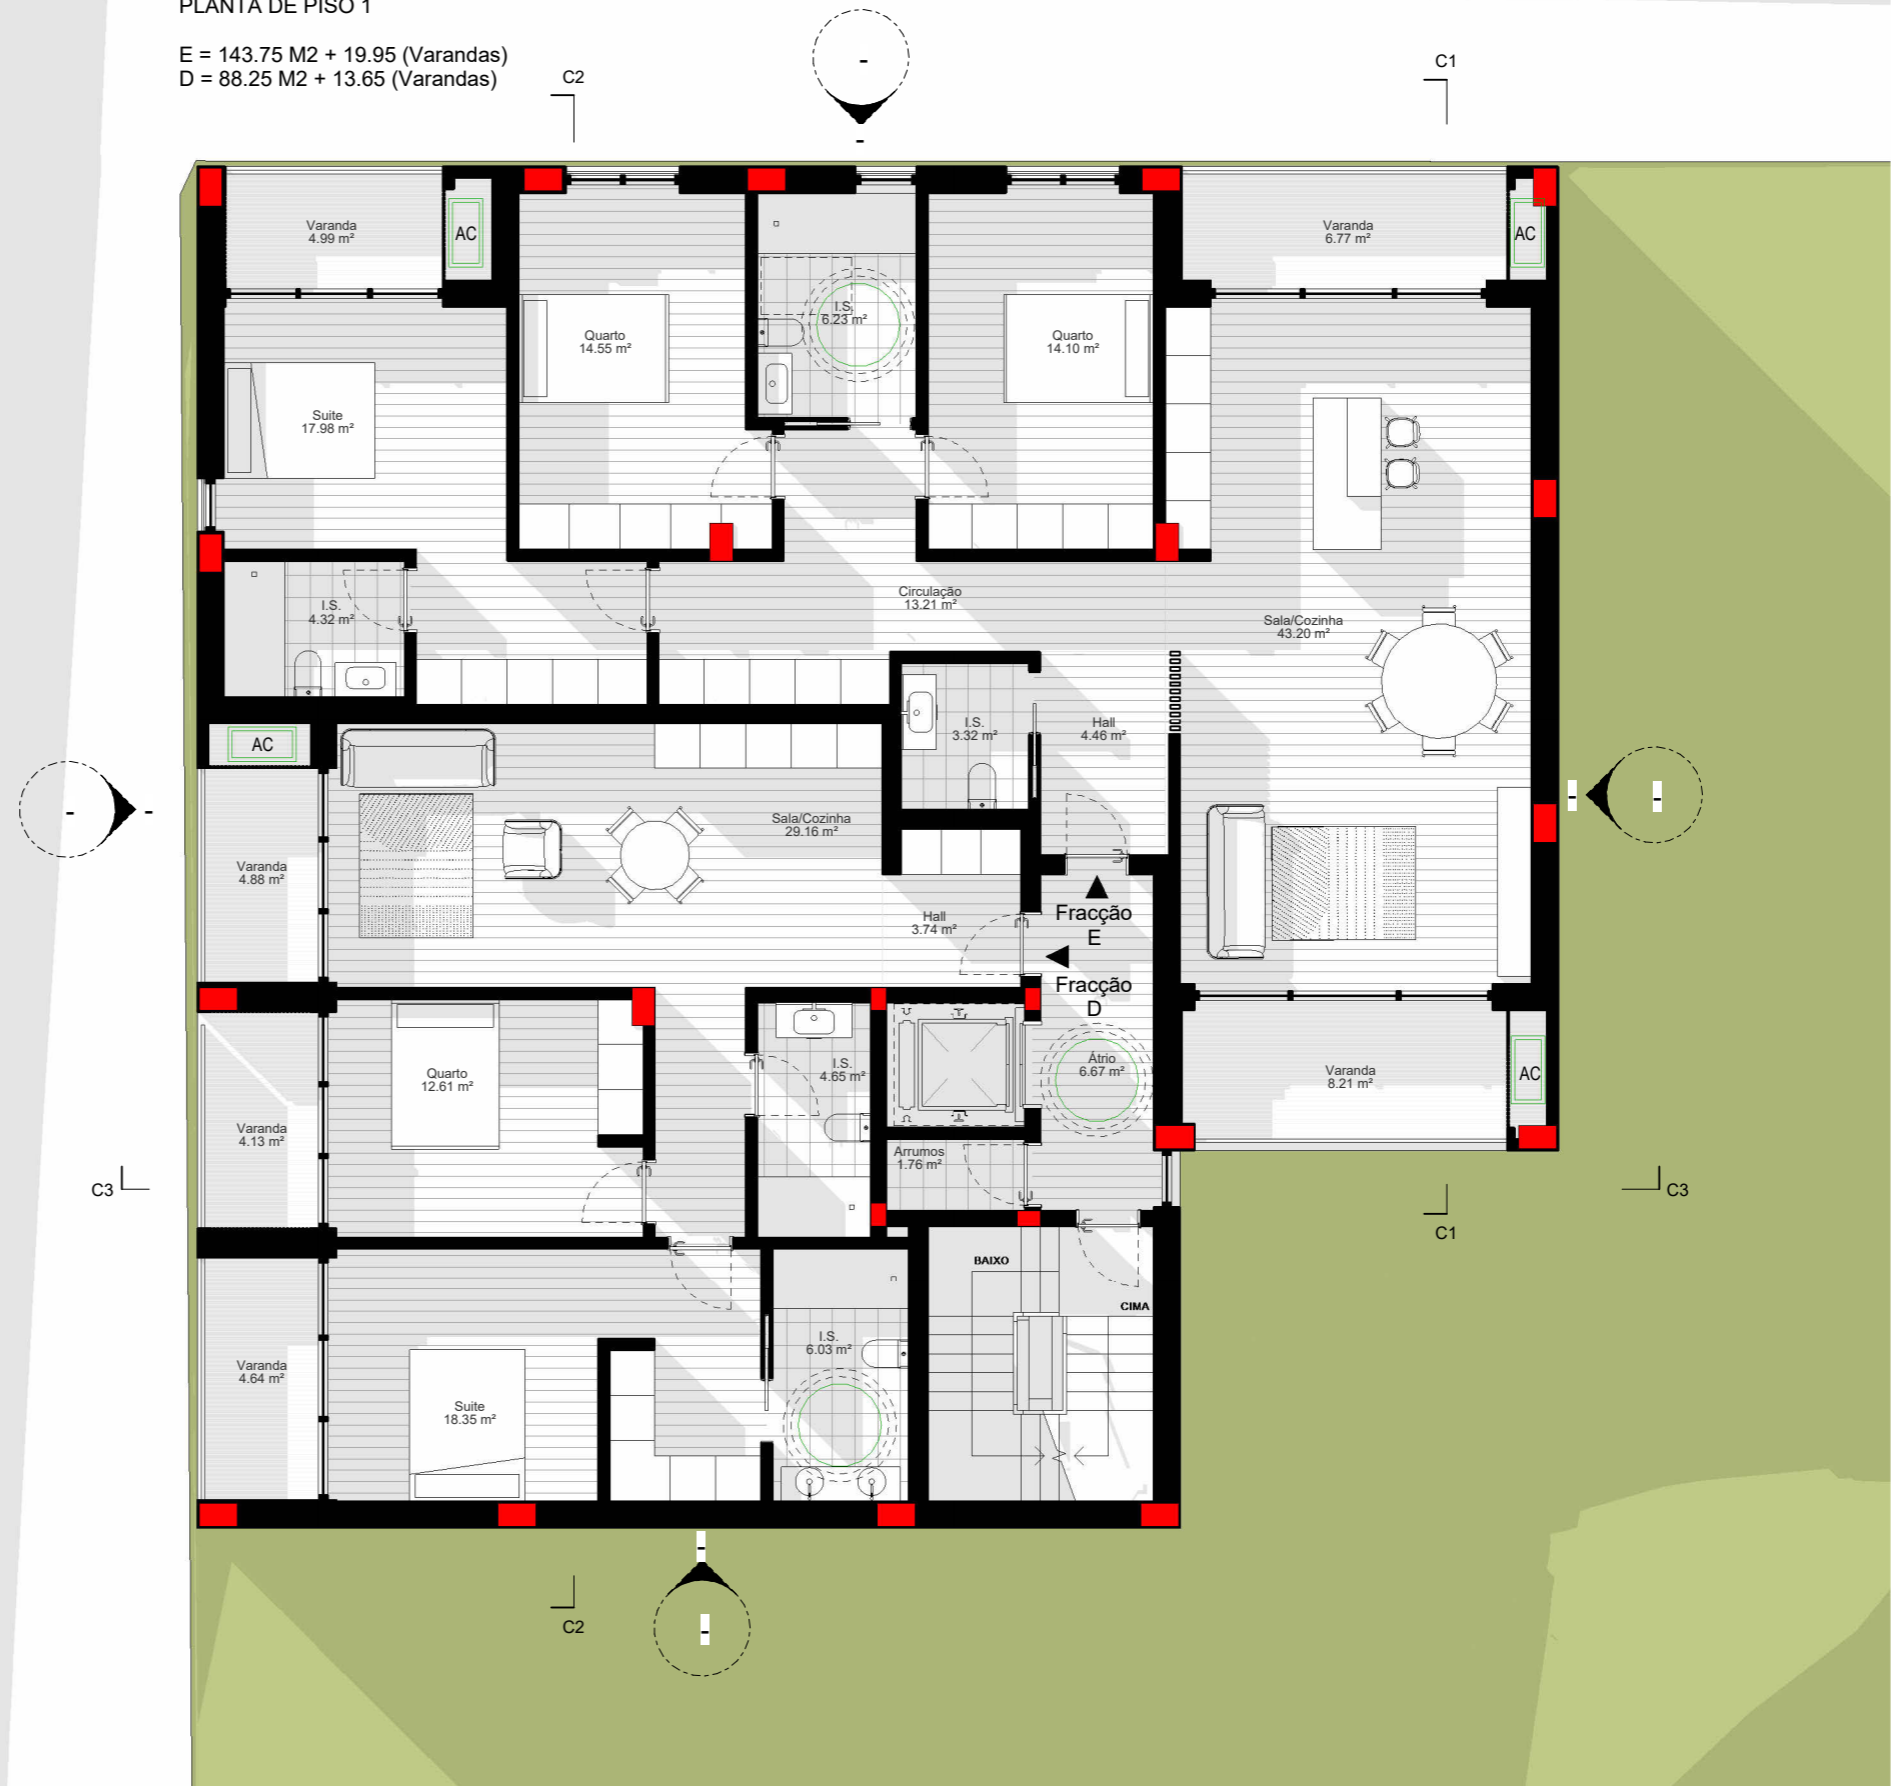 PLANTA DE PISO 1
E = 143.75 M2 + 19.95 (Varandas)
D = 88.25 M2 + 13.65 (Varandas)
C2
C1
Varanda
4.99 m²
AC
Varanda
6.77 m²
AC
Quarto
14.55 m²
I.S.
6.23 m²
Quarto
14.10 m²
Suite
17.98 m²
I.S.
4.32 m²
Circulação
13.21 m²
Sala/Cozinha
43.20 m²
AC
I.S.
3.32 m²
Hall
4.46 m²
Sala/Cozinha
29.16 m²
Varanda
4.88 m²
Hall
3.74 m²
Fracção
E
Fracção
D
Quarto
12.61 m²
I.S.
4.65 m²
Átrio
6.67 m²
Varanda
8.21 m²
AC
Varanda
4.13 m²
Arrumos
1.76 m²
C3
C3
C1
BAIXO
CIMA
I.S.
6.03 m²
Varanda
4.64 m²
Suite
18.35 m²
C2